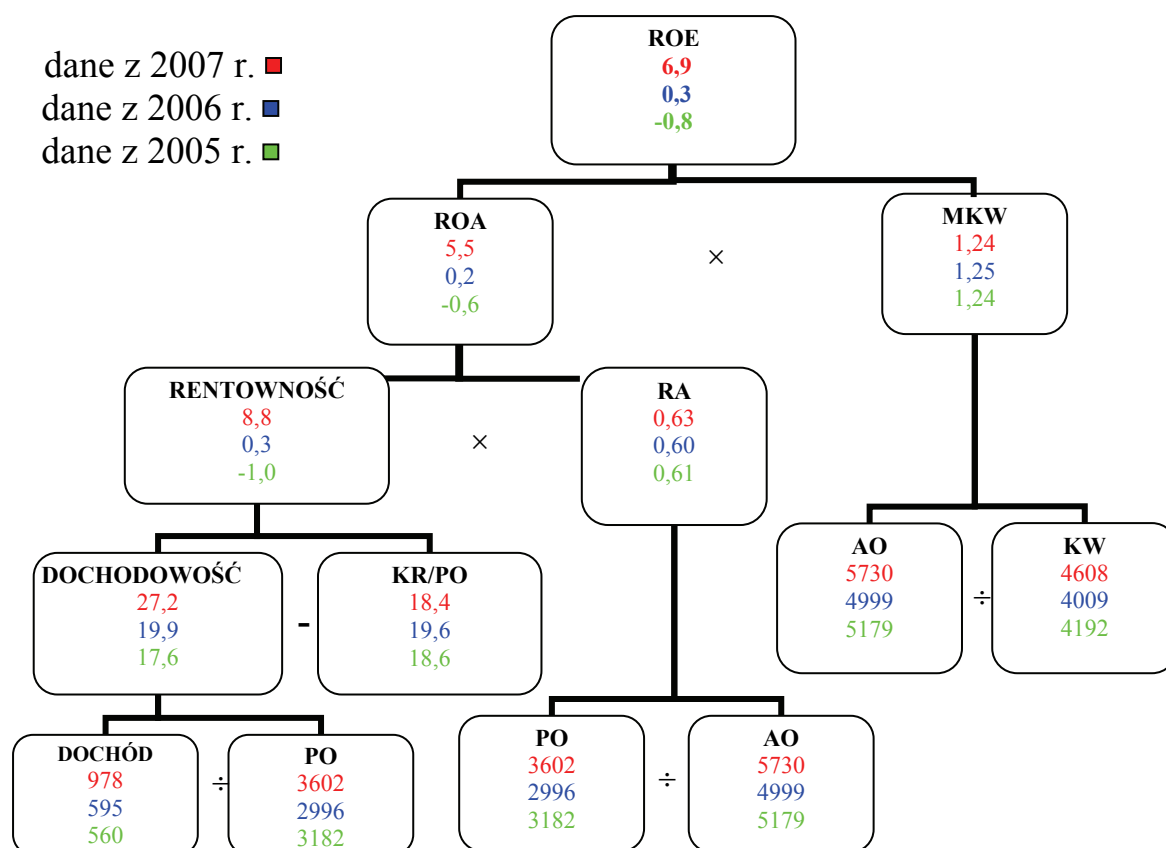 dane z 2007 r.
dane z 2006 r.
dane z 2005 r.
ROE
6,9
0,3
-0,8
ROA
5,5
0,2
-0,6
×
MKW
1,24
1,25
1,24
RENTOWNOŚĆ
8,8
0,3
-1,0
×
RA
0,63
0,60
0,61
DOCHODOWOŚĆ
27,2
19,9
17,6
-
KR/PO
18,4
19,6
18,6
AO
5730
4999
5179
÷
KW
4608
4009
4192
DOCHÓD
978
595
560
÷
PO
3602
2996
3182
PO
3602
2996
3182
÷
AO
5730
4999
5179